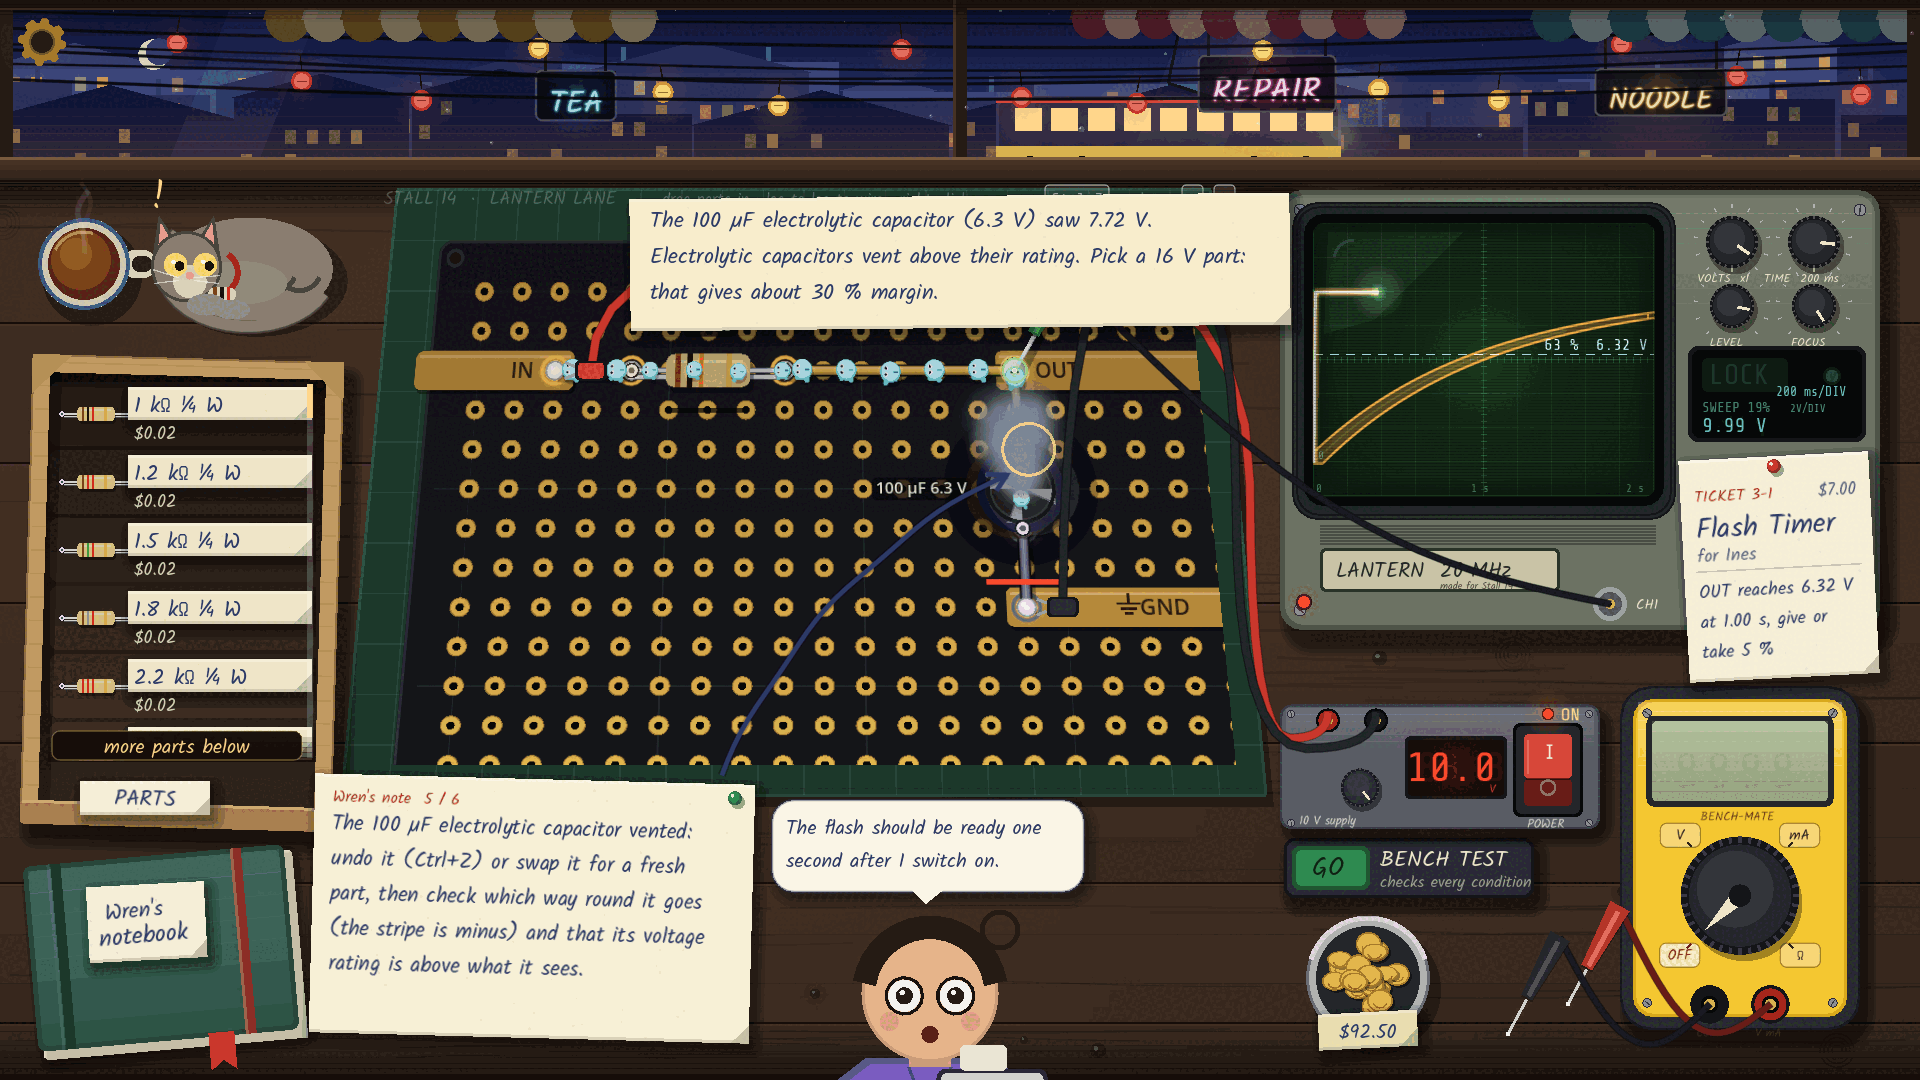 TEA
REPAIR
NOODLE
STALL 14 · LANTERN LANE
The 100 µF electrolytic capacitor (6.3 V) saw 7.72 V.
Electrolytic capacitors vent above their rating. Pick a 16 V part:
that gives about 30 % margin.
IN
OUT
100 µF 6.3 V
GND
1 kΩ ¼ W
$0.02
1.2 kΩ ¼ W
$0.02
1.5 kΩ ¼ W
$0.02
1.8 kΩ ¼ W
$0.02
2.2 kΩ ¼ W
$0.02
more parts below
PARTS
63 % 6.32 V
0
0
1 s
2 s
VOLTS x1 TIME 200 ms
LEVEL FOCUS
LOCK
200 ms/DIV
SWEEP 19% 2V/DIV
9.99 V
LANTERN 20 MHz
made for Stall 14
CH1
TICKET 3-1 $7.00
Flash Timer
for Ines
OUT reaches 6.32 V
at 1.00 s, give or
take 5 %
ON
10.0
V
I
10 V supply
POWER
GO
BENCH TEST
checks every condition
BENCH-MATE
V
mA
OFF
Ω
V mA
$92.50
Wren's note 5 / 6
The 100 µF electrolytic capacitor vented:
undo it (Ctrl+Z) or swap it for a fresh
part, then check which way round it goes
(the stripe is minus) and that its voltage
rating is above what it sees.
The flash should be ready one
second after I switch on.
Wren's
notebook